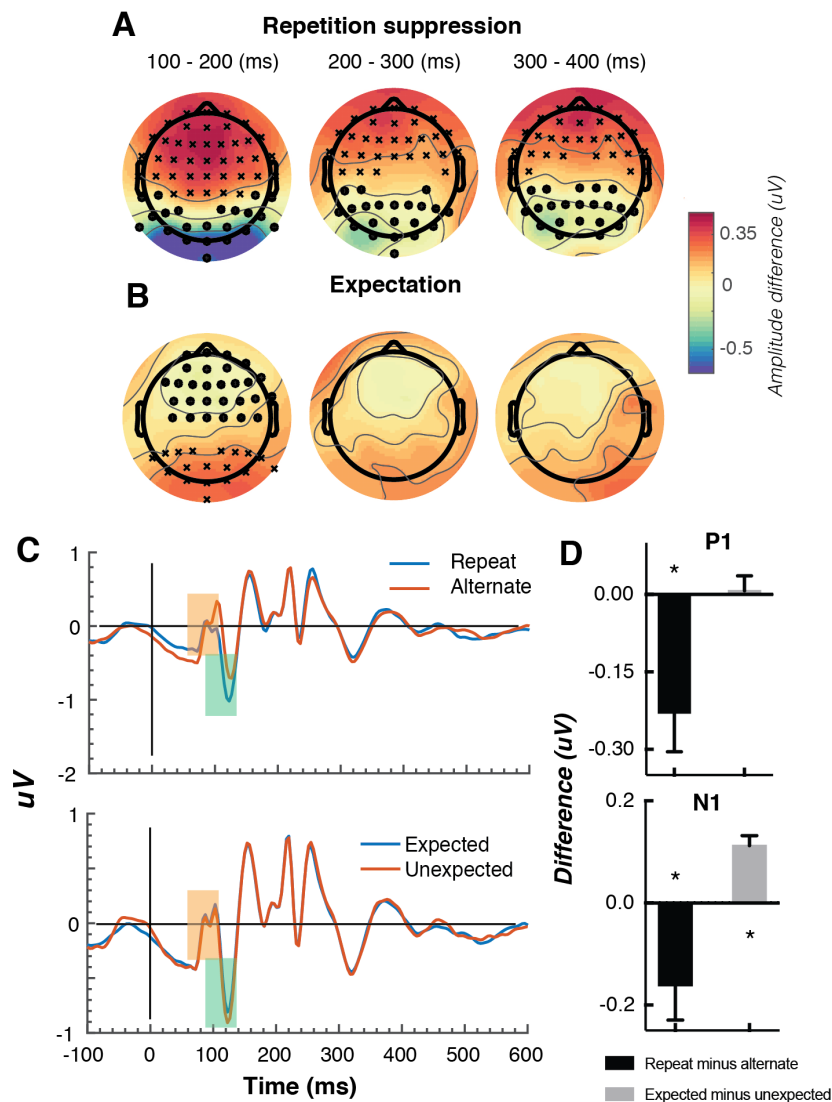 A
Repetition suppression
100 - 200 (ms)
200 - 300 (ms)
300 - 400 (ms)
0.35
0
-0.5
Amplitude difference (uV)
B
Expectation
C
1
0
-1
-2
Repeat
Alternate
uV
1
0
-1
Expected
Unexpected
-100
0
100
200
300
400
500
600
Time (ms)
D
P1
*
0.00
-0.15
-0.30
Difference (uV)
N1
0.2
0.0
-0.2
*
*
Repeat minus alternate
Expected minus unexpected